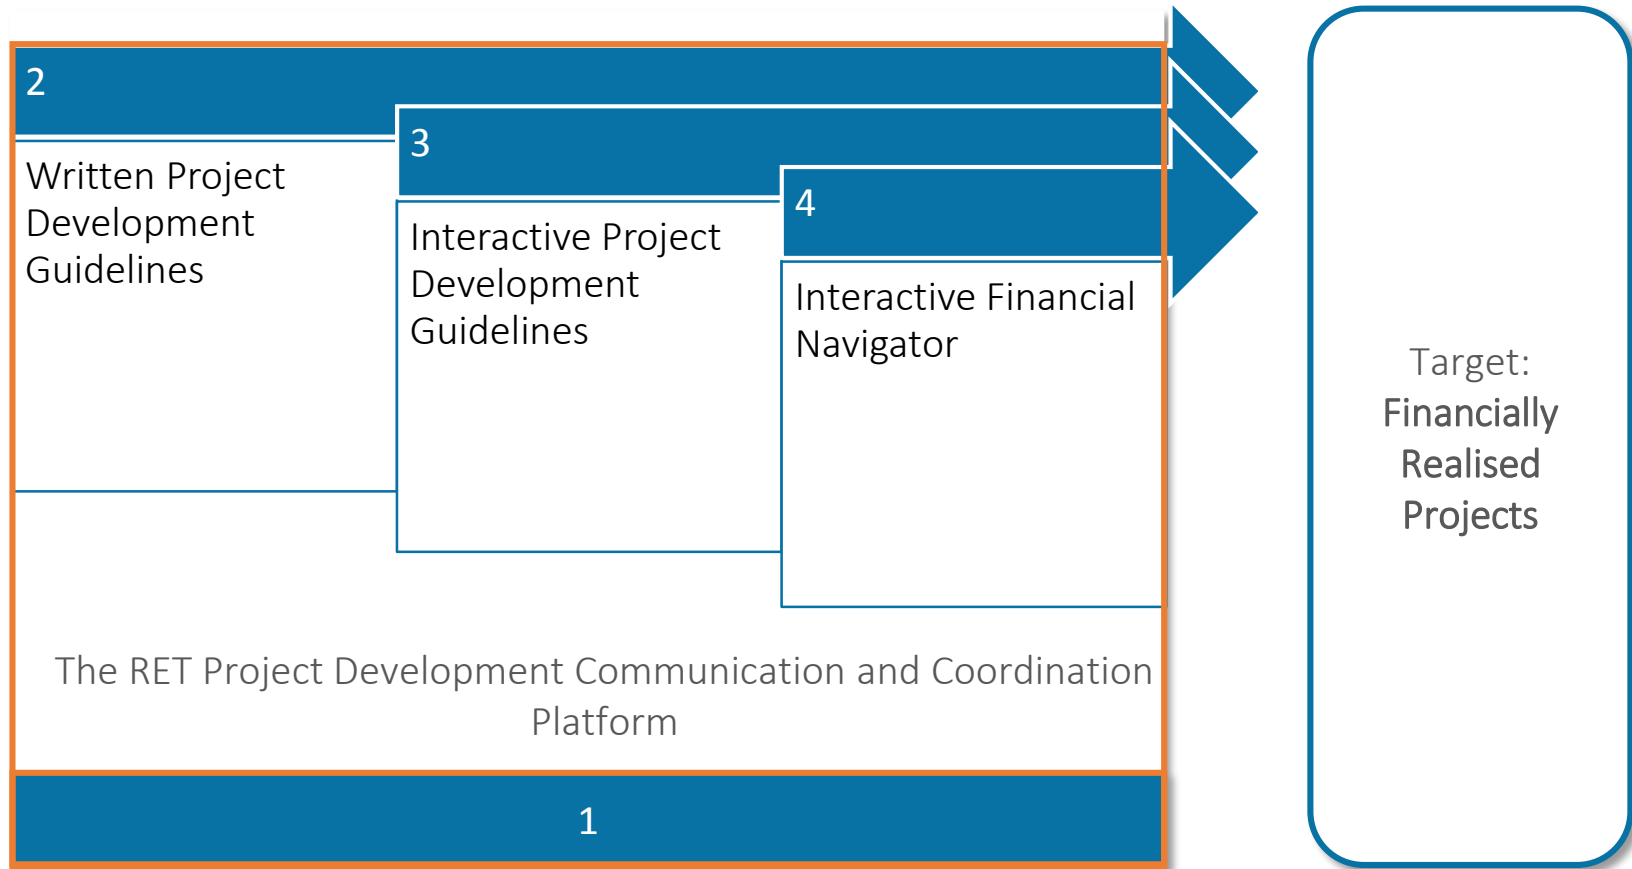 2
Written Project
Development
Guidelines
3
Interactive Project
Development
Guidelines
4
Interactive Financial
Navigator
The RET Project Development Communication and Coordination
Platform
1
Target:
Financially
Realised
Projects